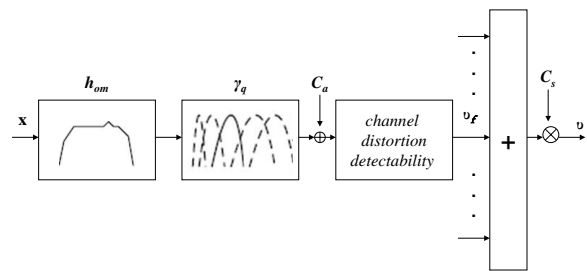 h_om
γ_q
C_a
C_s
x
channel
distortion
detectability
υ_f
+
υ